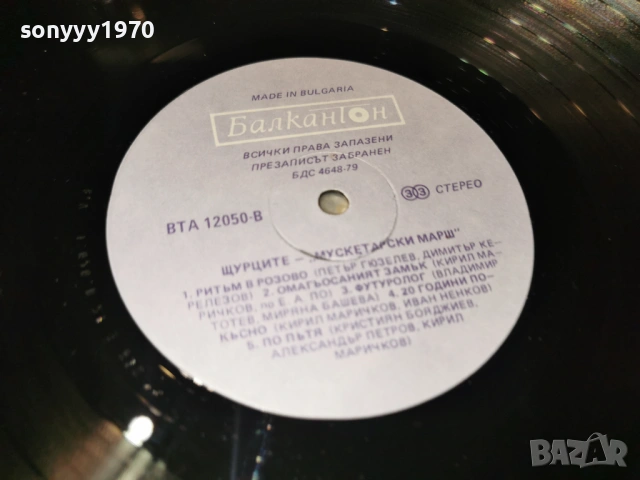 sonyyy1970
MADE IN BULGARIA
БалканТон
ВСИЧКИ ПРАВА ЗАПАЗЕНИ
ПРЕЗАПИСЪТ ЗАБРАНЕН
БДС 4648-79
ВТА 12050-В
33 СТЕРЕО
ЩУРЦИТЕ – „МУСКЕТАРСКИ МАРШ"
1. РИТЪМ В РОЗОВО (ПЕТЪР ГЮЗЕЛЕВ, ДИМИТЪР КЕ-
РЕЛЕЗОВ) 2. ОМАГЬОСАНИЯТ ЗАМЪК (КИРИЛ МА-
РИЧКОВ, по Е. А. ПО) 3. ФУТУРОЛОГ (ВЛАДИМИР
ТОТЕВ, МИРЯНА БАШЕВА) 4. 20 ГОДИНИ ПО-
КЪСНО (КИРИЛ МАРИЧКОВ, ИВАН НЕНКОВ)
5. ПО ПЪТЯ (КРИСТИЯН БОЯДЖИЕВ,
АЛЕКСАНДЪР ПЕТРОВ, КИРИЛ
МАРИЧКОВ)
BAZAR